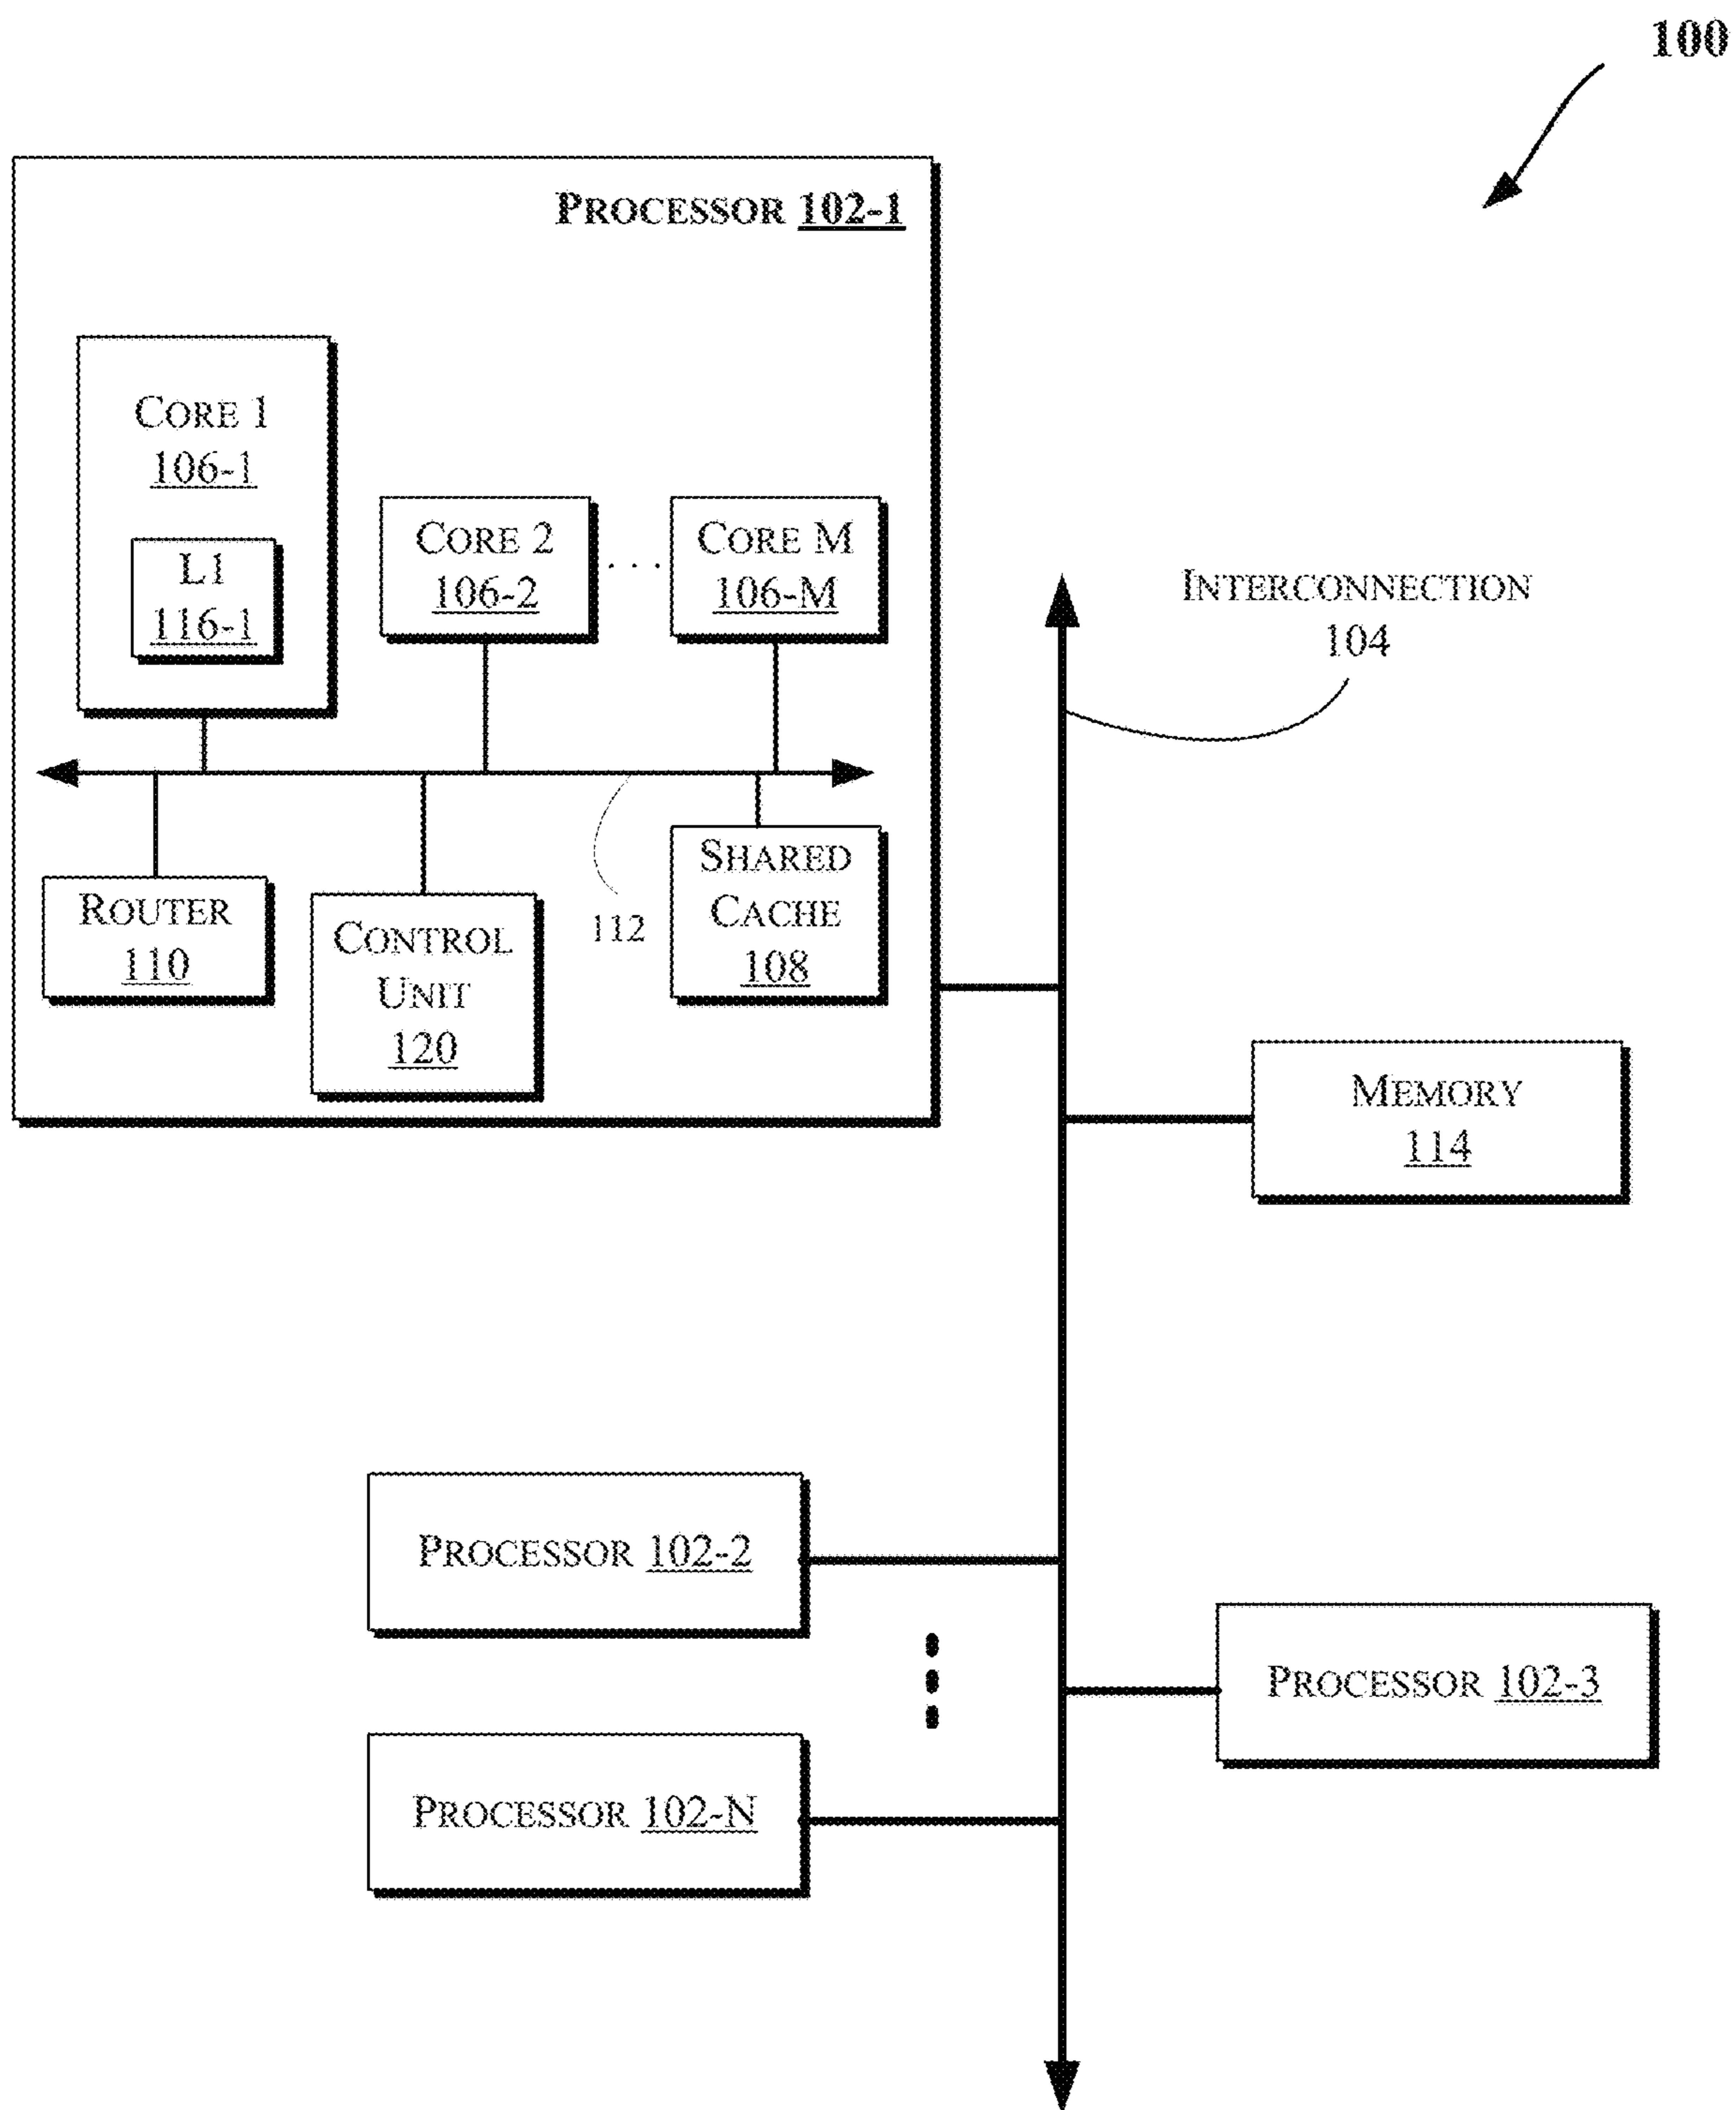 100
PROCESSOR 102-1
CORE 1
106-1
L1
116-1
CORE 2
106-2
. . .
CORE M
106-M
ROUTER
110
CONTROL
UNIT
120
112
SHARED
CACHE
108
INTERCONNECTION
104
MEMORY
114
PROCESSOR 102-2
PROCESSOR 102-3
PROCESSOR 102-N